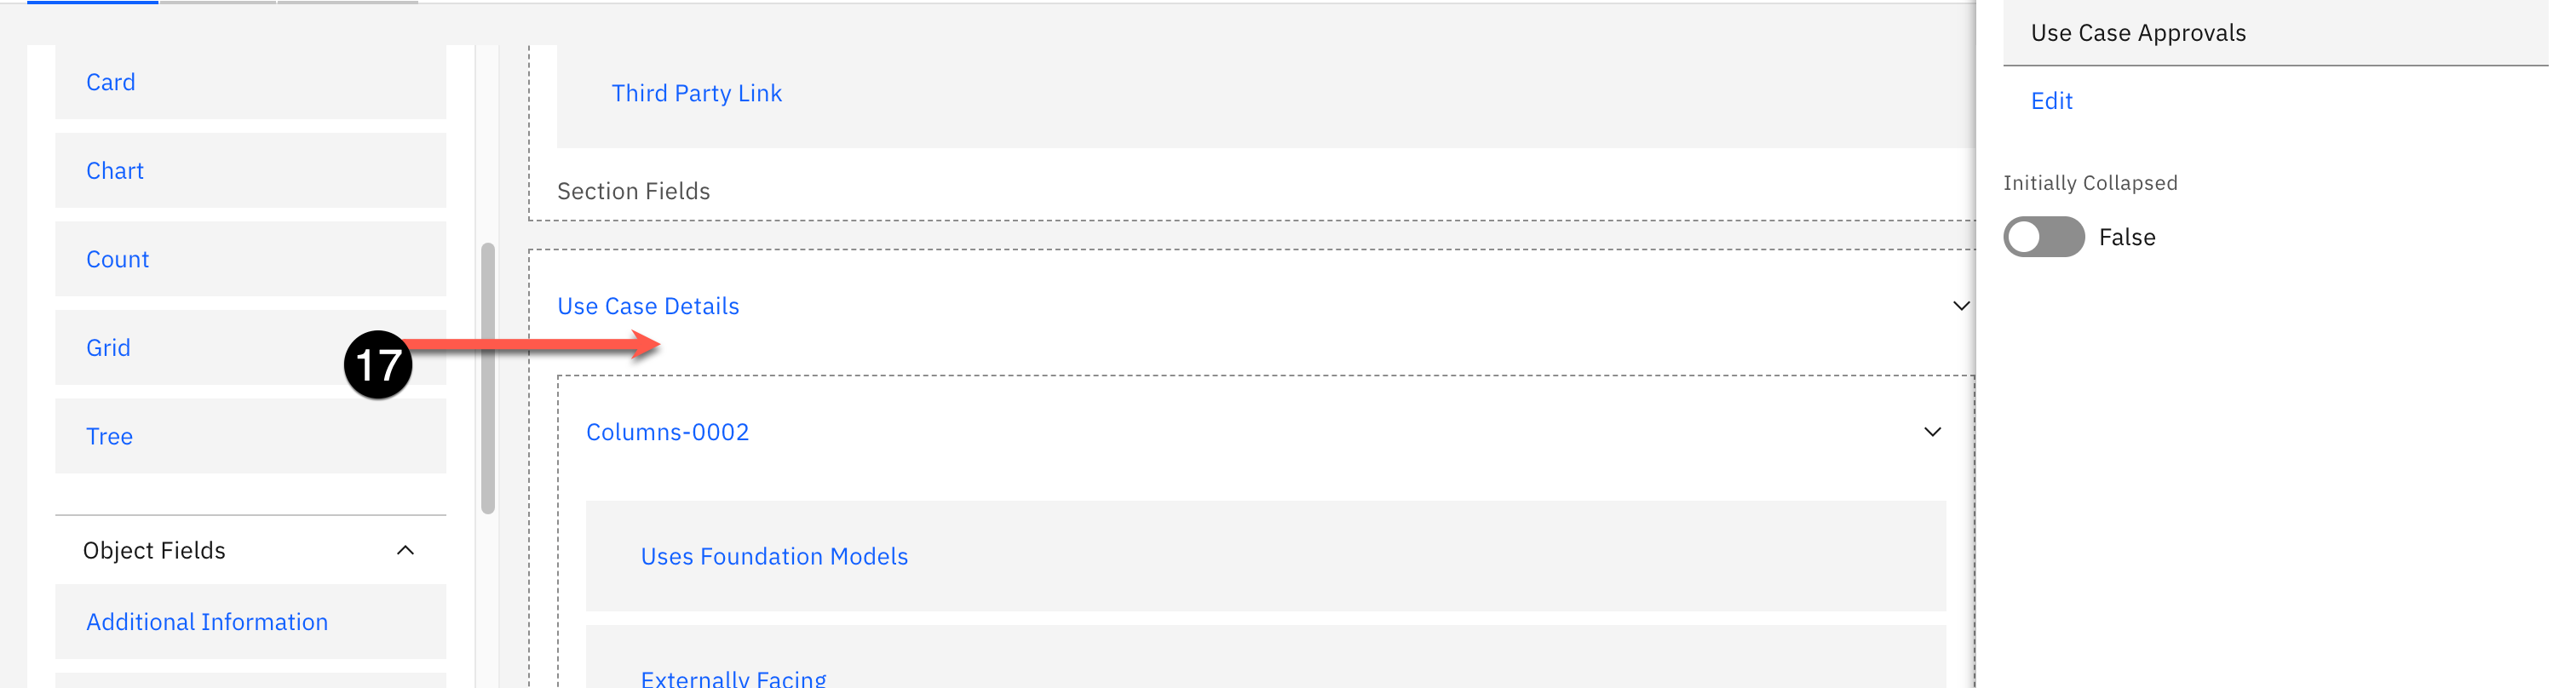 Card
Chart
Count
Grid
17
Tree
Object Fields
Additional Information
Third Party Link
Section Fields
Use Case Details
Columns-0002
Uses Foundation Models
Externally Facing
Use Case Approvals
Edit
Initially Collapsed
False